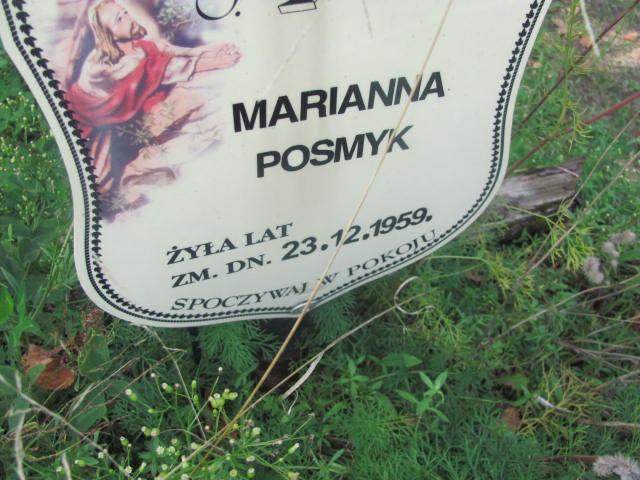 MARIANNA
POSMYK
ŻYŁA LAT
ZM. DN. 23.12.1959.
SPOCZYWAJ W POKOJU